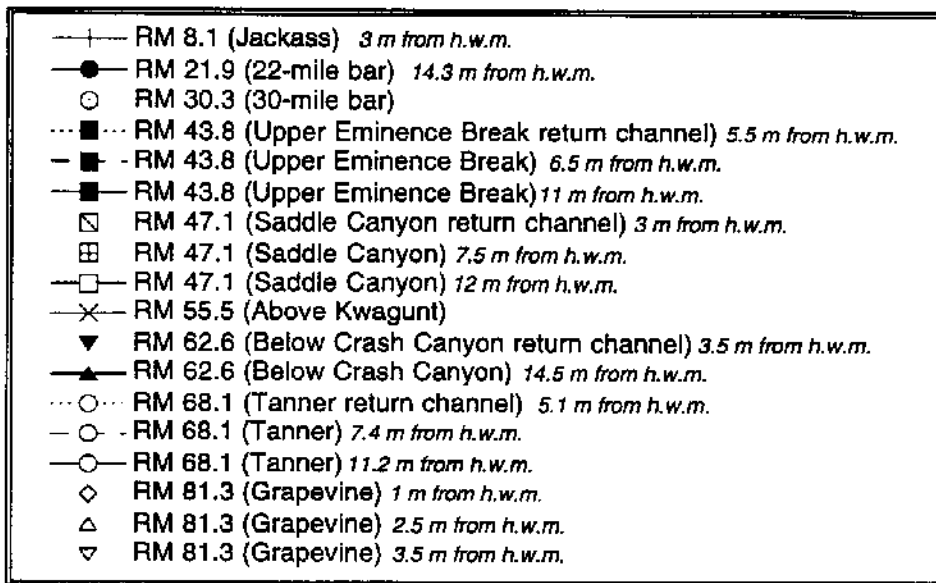 RM 8.1 (Jackass) 3 m from h.w.m.
RM 21.9 (22-mile bar) 14.3 m from h.w.m.
RM 30.3 (30-mile bar)
RM 43.8 (Upper Eminence Break return channel) 5.5 m from h.w.m.
RM 43.8 (Upper Eminence Break) 6.5 m from h.w.m.
RM 43.8 (Upper Eminence Break) 11 m from h.w.m.
RM 47.1 (Saddle Canyon return channel) 3 m from h.w.m.
RM 47.1 (Saddle Canyon) 7.5 m from h.w.m.
RM 47.1 (Saddle Canyon) 12 m from h.w.m.
RM 55.5 (Above Kwagunt)
RM 62.6 (Below Crash Canyon return channel) 3.5 m from h.w.m.
RM 62.6 (Below Crash Canyon) 14.5 m from h.w.m.
RM 68.1 (Tanner return channel) 5.1 m from h.w.m.
RM 68.1 (Tanner) 7.4 m from h.w.m.
RM 68.1 (Tanner) 11.2 m from h.w.m.
RM 81.3 (Grapevine) 1 m from h.w.m.
RM 81.3 (Grapevine) 2.5 m from h.w.m.
RM 81.3 (Grapevine) 3.5 m from h.w.m.